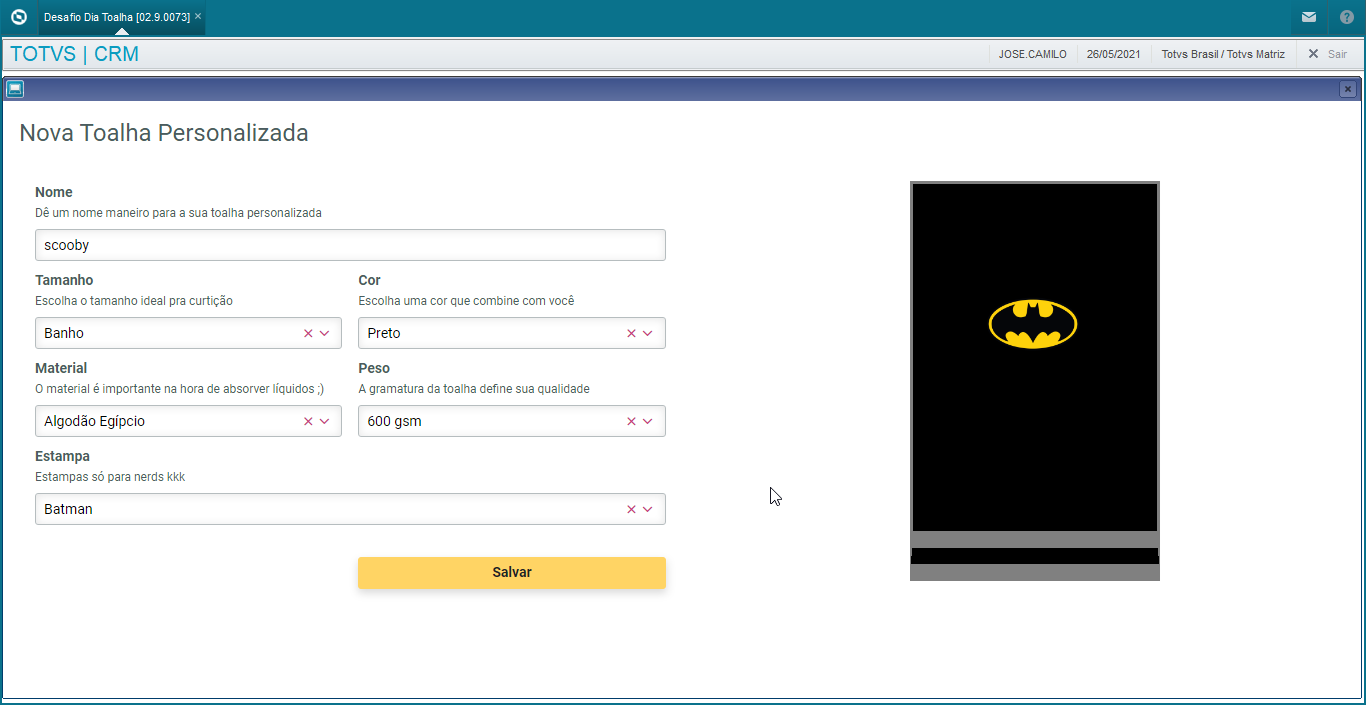 Desafio Dia Toalha [02.9.0073] ×
?
TOTVS | CRM
JOSE.CAMILO
26/05/2021
Totvs Brasil / Totvs Matriz
Sair
Nova Toalha Personalizada
Nome
Dê um nome maneiro para a sua toalha personalizada
scooby
Tamanho
Cor
Escolha o tamanho ideal pra curtição
Escolha uma cor que combine com você
Banho
Preto
Material
Peso
O material é importante na hora de absorver líquidos ;)
A gramatura da toalha define sua qualidade
Algodão Egípcio
600 gsm
Estampa
Estampas só para nerds kkk
Batman
Salvar